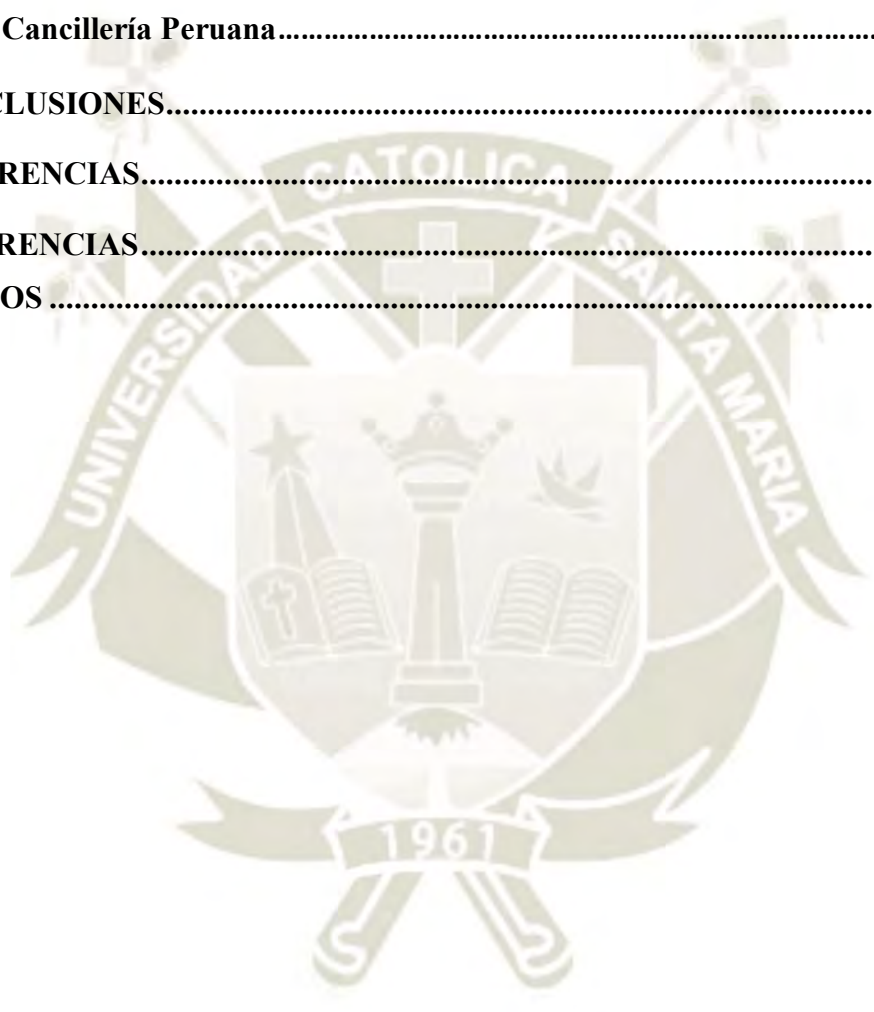 Cancillería Peruana................................................................................
CLUSIONES................................................................................
RENCIAS................................................................................
RENCIAS................................................................................
OS................................................................................
UNIVERSIDAD CATOLICA SANTA MARIA
1961